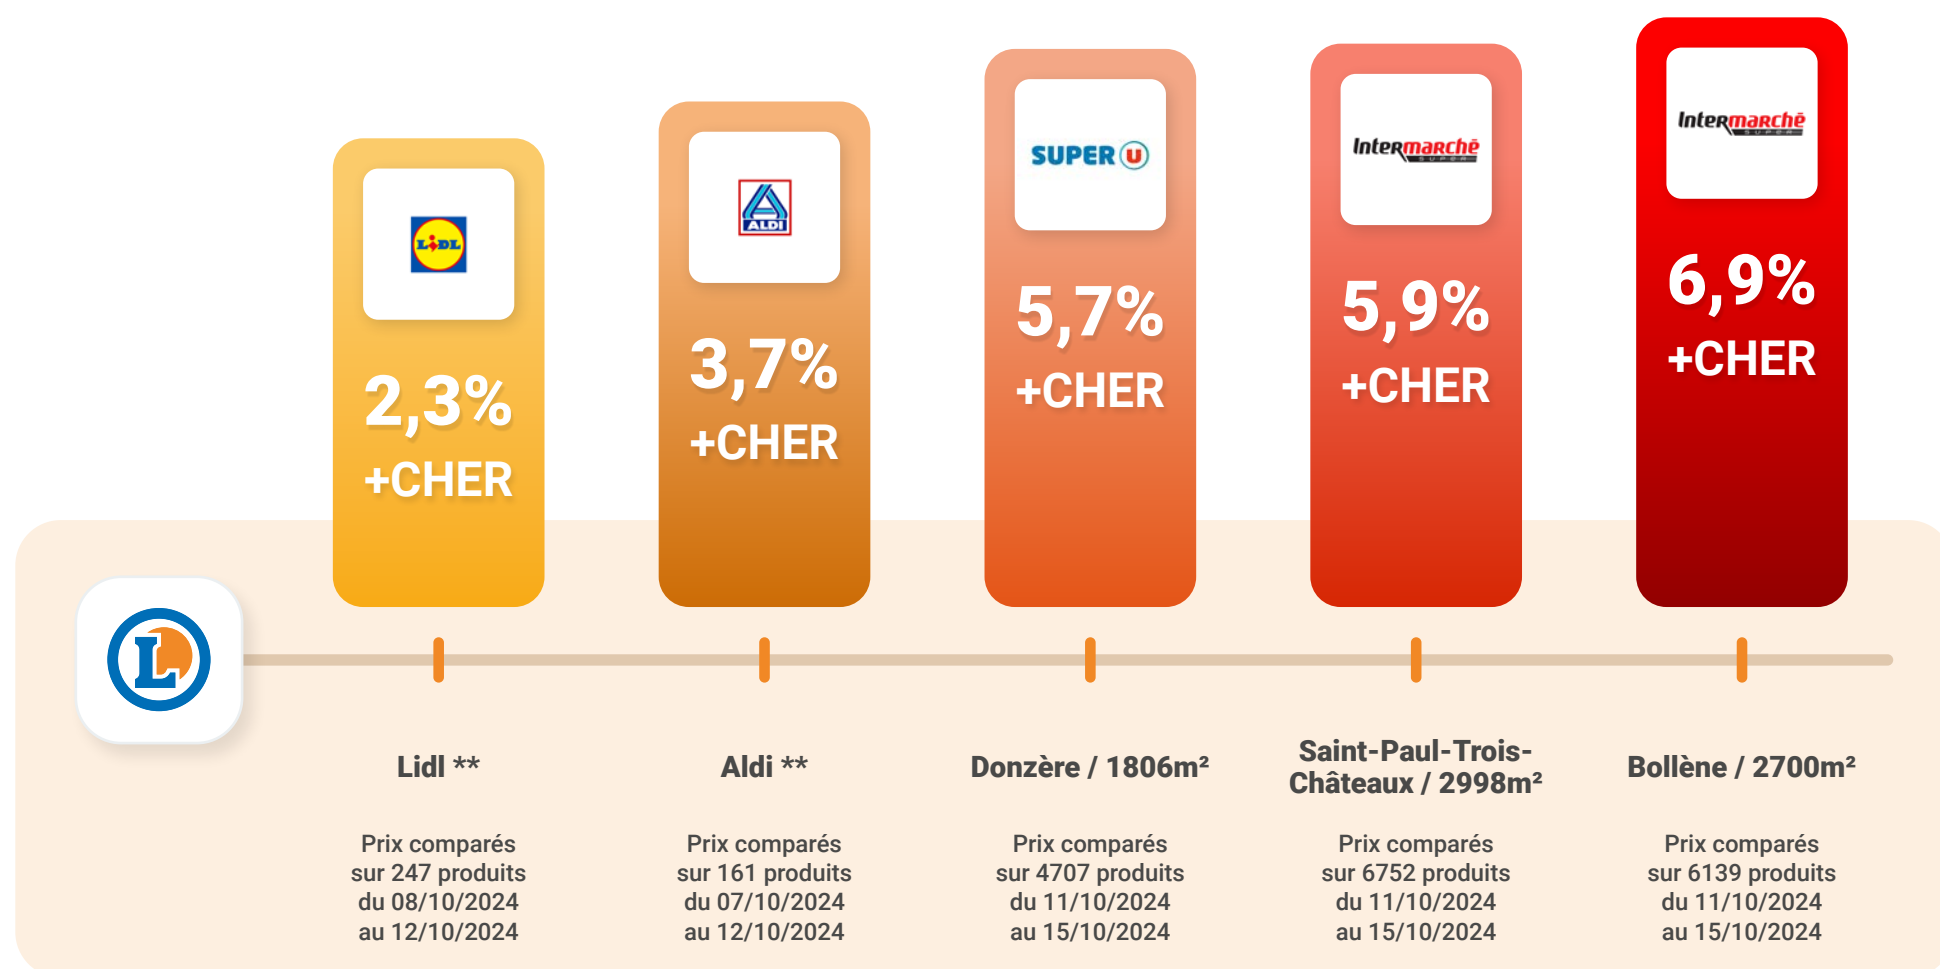 LiDL
2,3%
+CHER
ALDI
3,7%
+CHER
SUPER U
5,7%
+CHER
Intermarchē
SUPER
5,9%
+CHER
Intermarchē
SUPER
6,9%
+CHER
L
Lidl **
Prix comparés
sur 247 produits
du 08/10/2024
au 12/10/2024
Aldi **
Prix comparés
sur 161 produits
du 07/10/2024
au 12/10/2024
Donzère / 1806m²
Prix comparés
sur 4707 produits
du 11/10/2024
au 15/10/2024
Saint-Paul-Trois-
Châteaux / 2998m²
Prix comparés
sur 6752 produits
du 11/10/2024
au 15/10/2024
Bollène / 2700m²
Prix comparés
sur 6139 produits
du 11/10/2024
au 15/10/2024